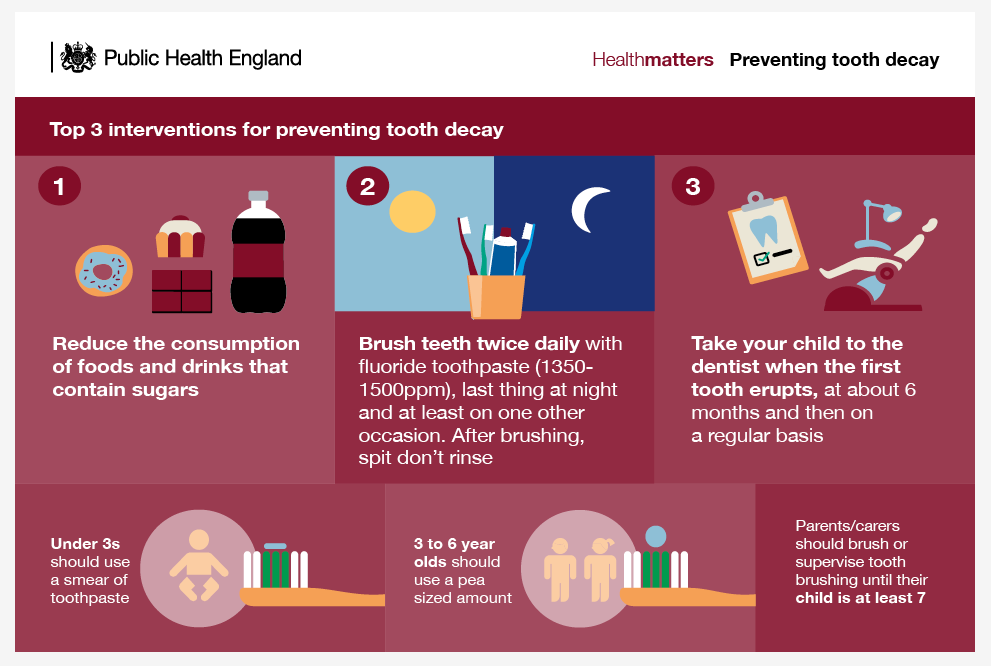 Public Health England
Healthmatters Preventing tooth decay
Top 3 interventions for preventing tooth decay
1
Reduce the consumption
of foods and drinks that
contain sugars
2
Brush teeth twice daily with
fluoride toothpaste (1350-
1500ppm), last thing at night
and at least on one other
occasion. After brushing,
spit don't rinse
3
Take your child to the
dentist when the first
tooth erupts, at about 6
months and then on
a regular basis
Under 3s
should use
a smear of
toothpaste
3 to 6 year
olds should
use a pea
sized amount
Parents/carers
should brush or
supervise tooth
brushing until their
child is at least 7